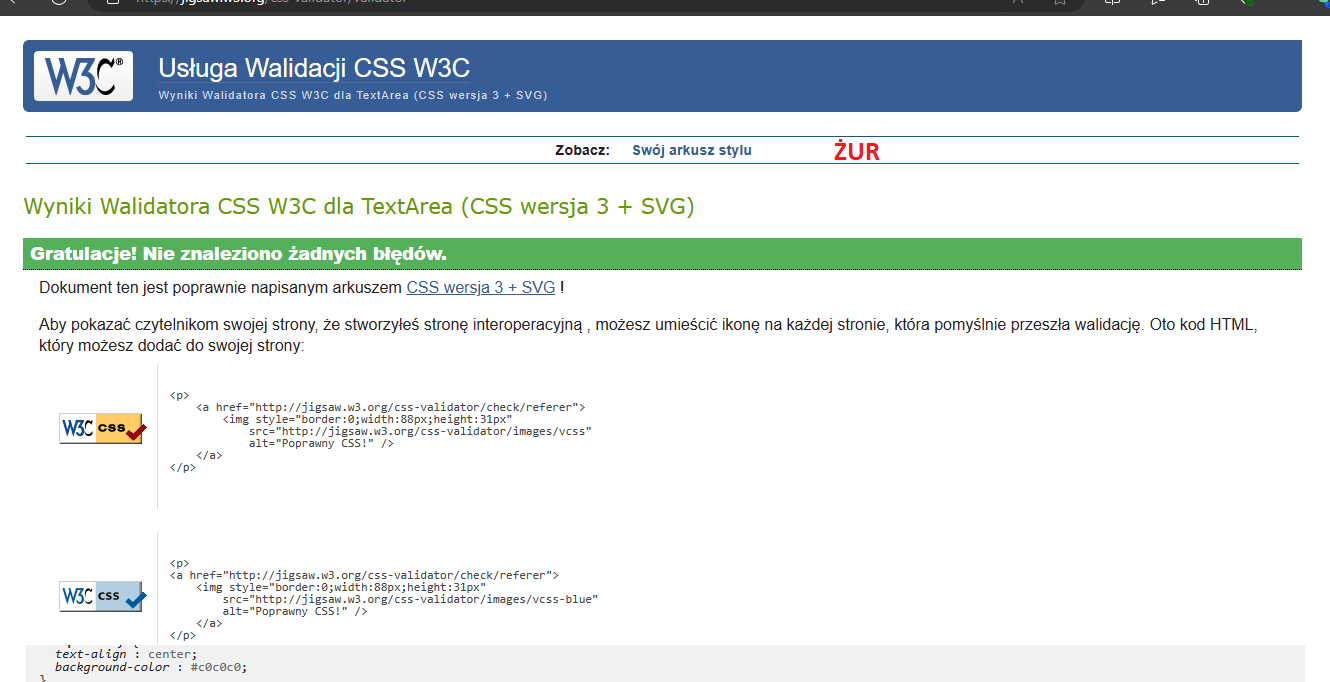 https://jigsaw.w3.org/css-validator/validator
W3C®
Usługa Walidacji CSS W3C
Wyniki Walidatora CSS W3C dla TextArea (CSS wersja 3 + SVG)
Zobacz: Swój arkusz stylu ŻUR
Wyniki Walidatora CSS W3C dla TextArea (CSS wersja 3 + SVG)
Gratulacje! Nie znaleziono żadnych błędów.
Dokument ten jest poprawnie napisanym arkuszem CSS wersja 3 + SVG !
Aby pokazać czytelnikom swojej strony, że stworzyłeś stronę interoperacyjną , możesz umieścić ikonę na każdej stronie, która pomyślnie przeszła walidację. Oto kod HTML,
który możesz dodać do swojej strony:
W3C css
<p>
<a href="http://jigsaw.w3.org/css-validator/check/referer">
<img style="border:0;width:88px;height:31px"
src="http://jigsaw.w3.org/css-validator/images/vcss"
alt="Poprawny CSS!" />
</a>
</p>
W3C css
<p>
<a href="http://jigsaw.w3.org/css-validator/check/referer">
<img style="border:0;width:88px;height:31px"
src="http://jigsaw.w3.org/css-validator/images/vcss-blue"
alt="Poprawny CSS!" />
</a>
</p>
text-align : center;
background-color : #c0c0c0;
}